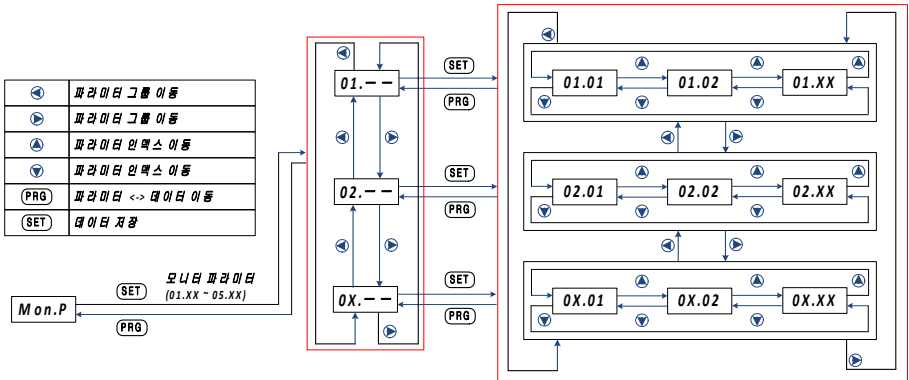 파라미터 그룹 이동
파라미터 그룹 이동
파라미터 인덱스 이동
파라미터 인덱스 이동
PRG 파라미터 <-> 데이터 이동
SET 데이터 저장
Mon.P
SET
PRG
모니터 파라미터
(01.XX ~ 05.XX)
01.--
02.--
0X.--
SET
PRG
SET
PRG
SET
PRG
01.01 01.02 01.XX
02.01 02.02 02.XX
0X.01 0X.02 0X.XX